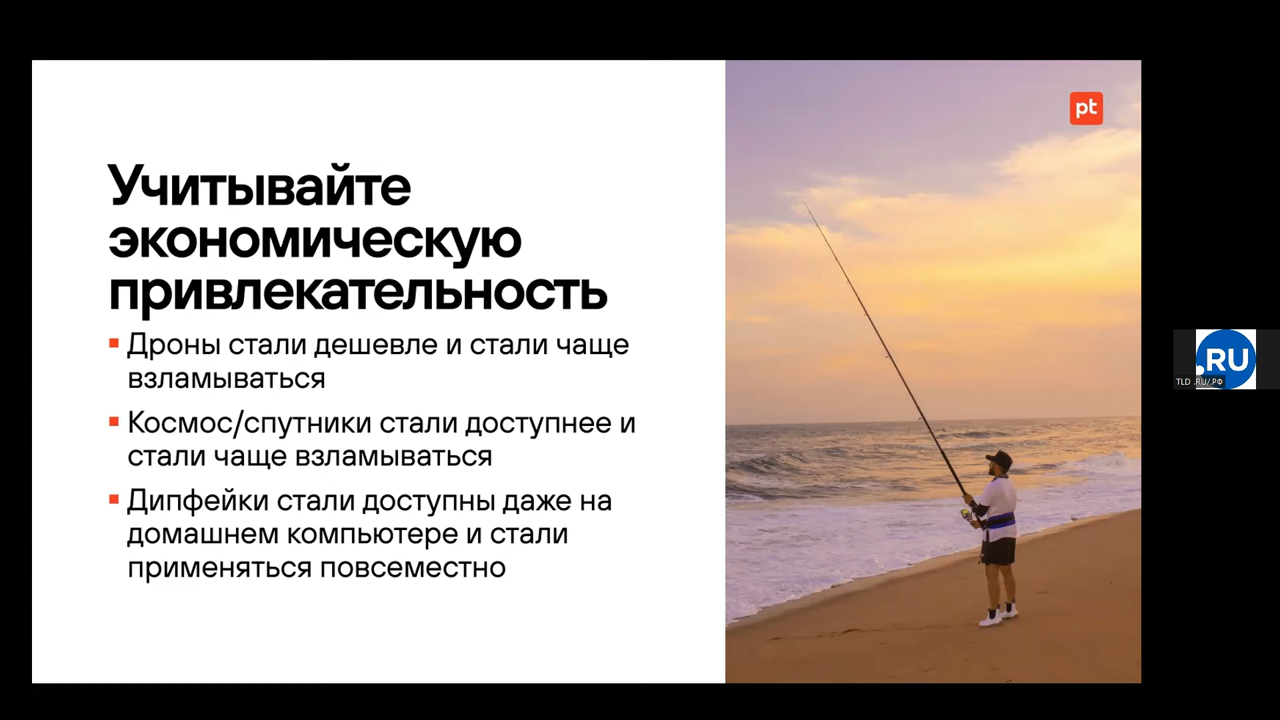 Учитывайте
экономическую
привлекательность
Дроны стали дешевле и стали чаще
взламываться
Космос/спутники стали доступнее и
стали чаще взламываться
Дипфейки стали доступны даже на
домашнем компьютере и стали
применяться повсеместно
pt
.RU
TLD .RU/.РФ